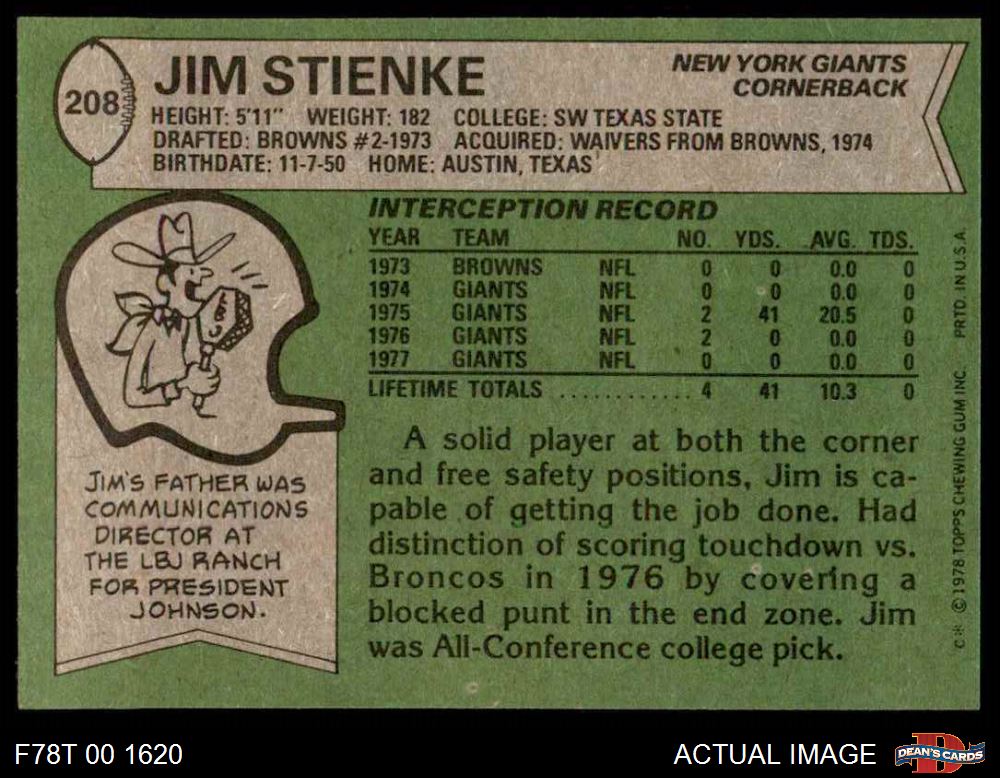 208
JIM STIENKE
NEW YORK GIANTS
CORNERBACK
HEIGHT: 5'11" WEIGHT: 182 COLLEGE: SW TEXAS STATE
DRAFTED: BROWNS #2-1973 ACQUIRED: WAIVERS FROM BROWNS, 1974
BIRTHDATE: 11-7-50 HOME: AUSTIN, TEXAS
INTERCEPTION RECORD
YEAR TEAM NO. YDS. AVG. TDS.
1973 BROWNS NFL 0 0 0.0 0
1974 GIANTS NFL 0 0 0.0 0
1975 GIANTS NFL 2 41 20.5 0
1976 GIANTS NFL 2 0 0.0 0
1977 GIANTS NFL 0 0 0.0 0
LIFETIME TOTALS ............ 4 41 10.3 0
JIM'S FATHER WAS
COMMUNICATIONS
DIRECTOR AT
THE LBJ RANCH
FOR PRESIDENT
JOHNSON.
A solid player at both the corner
and free safety positions, Jim is ca-
pable of getting the job done. Had
distinction of scoring touchdown vs.
Broncos in 1976 by covering a
blocked punt in the end zone. Jim
was All-Conference college pick.
© 1978 TOPPS CHEWING GUM INC. PRTD. IN U.S.A.
F78T 00 1620
ACTUAL IMAGE
DEAN'S CARDS